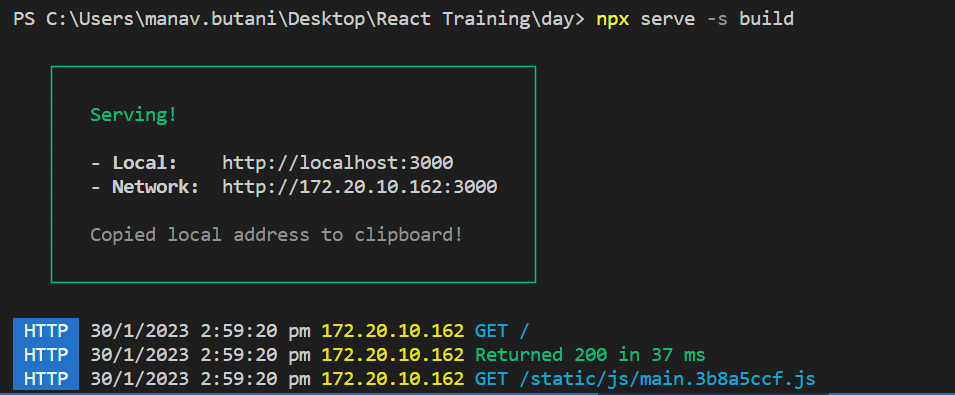 PS C:\Users\manav.butani\Desktop\React Training\day> npx serve -s build
Serving!
- Local: http://localhost:3000
- Network: http://172.20.10.162:3000
Copied local address to clipboard!
HTTP 30/1/2023 2:59:20 pm 172.20.10.162 GET /
HTTP 30/1/2023 2:59:20 pm 172.20.10.162 Returned 200 in 37 ms
HTTP 30/1/2023 2:59:20 pm 172.20.10.162 GET /static/js/main.3b8a5ccf.js